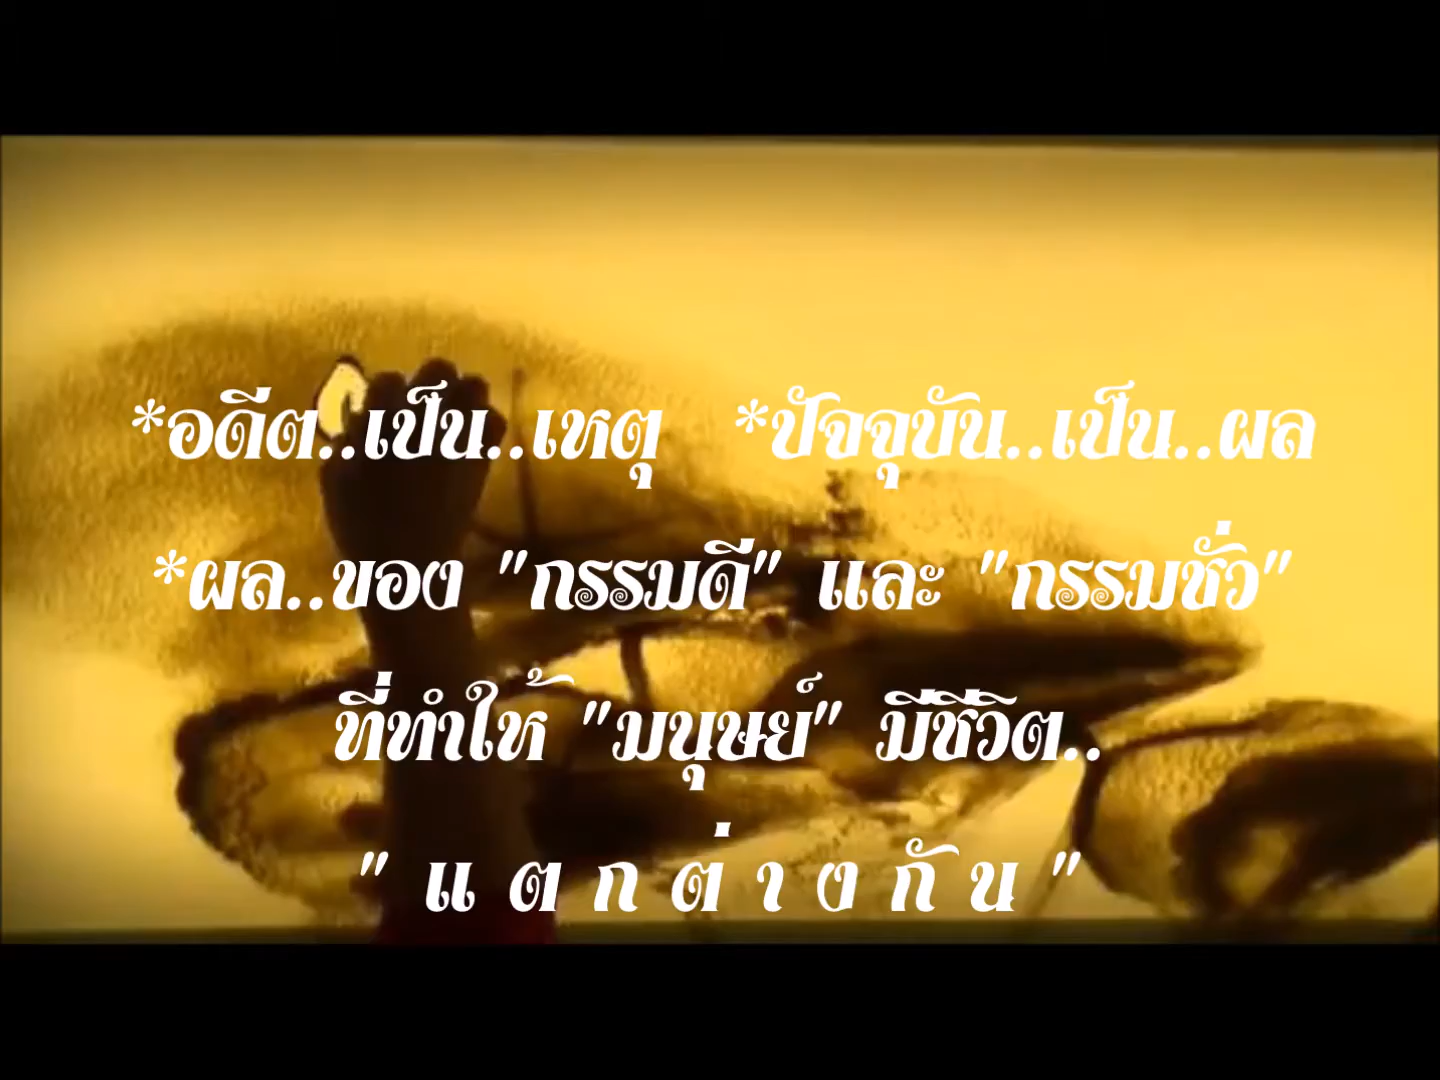 *อดีต..เป็น..เหตุ *ปัจจุบัน..เป็น..ผล
*ผล..ของ "กรรมดี" และ "กรรมชั่ว"
ที่ทำให้ "มนุษย์" มีชีวิต..
" แ ต ก ต่ า ง กั น "